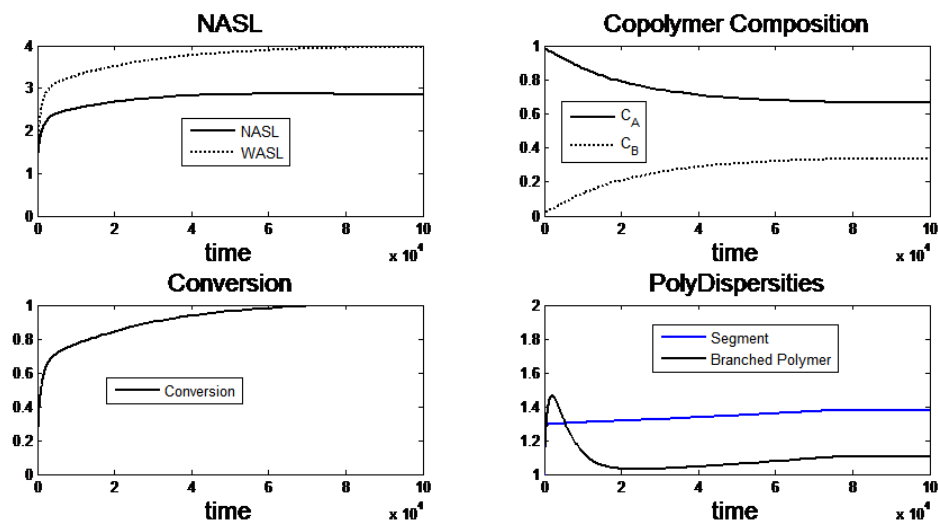 NASL
4
3
2
1
0
NASL
WASL
0 2 4 6 8 10
time
x 10^4
Copolymer Composition
1
0.8
0.6
0.4
0.2
0
C_A
C_B
0 2 4 6 8 10
time
x 10^4
Conversion
1
0.8
0.6
0.4
0.2
0
Conversion
0 2 4 6 8 10
time
x 10^4
PolyDispersities
2
1.8
1.6
1.4
1.2
1
Segment
Branched Polymer
0 2 4 6 8 10
time
x 10^4